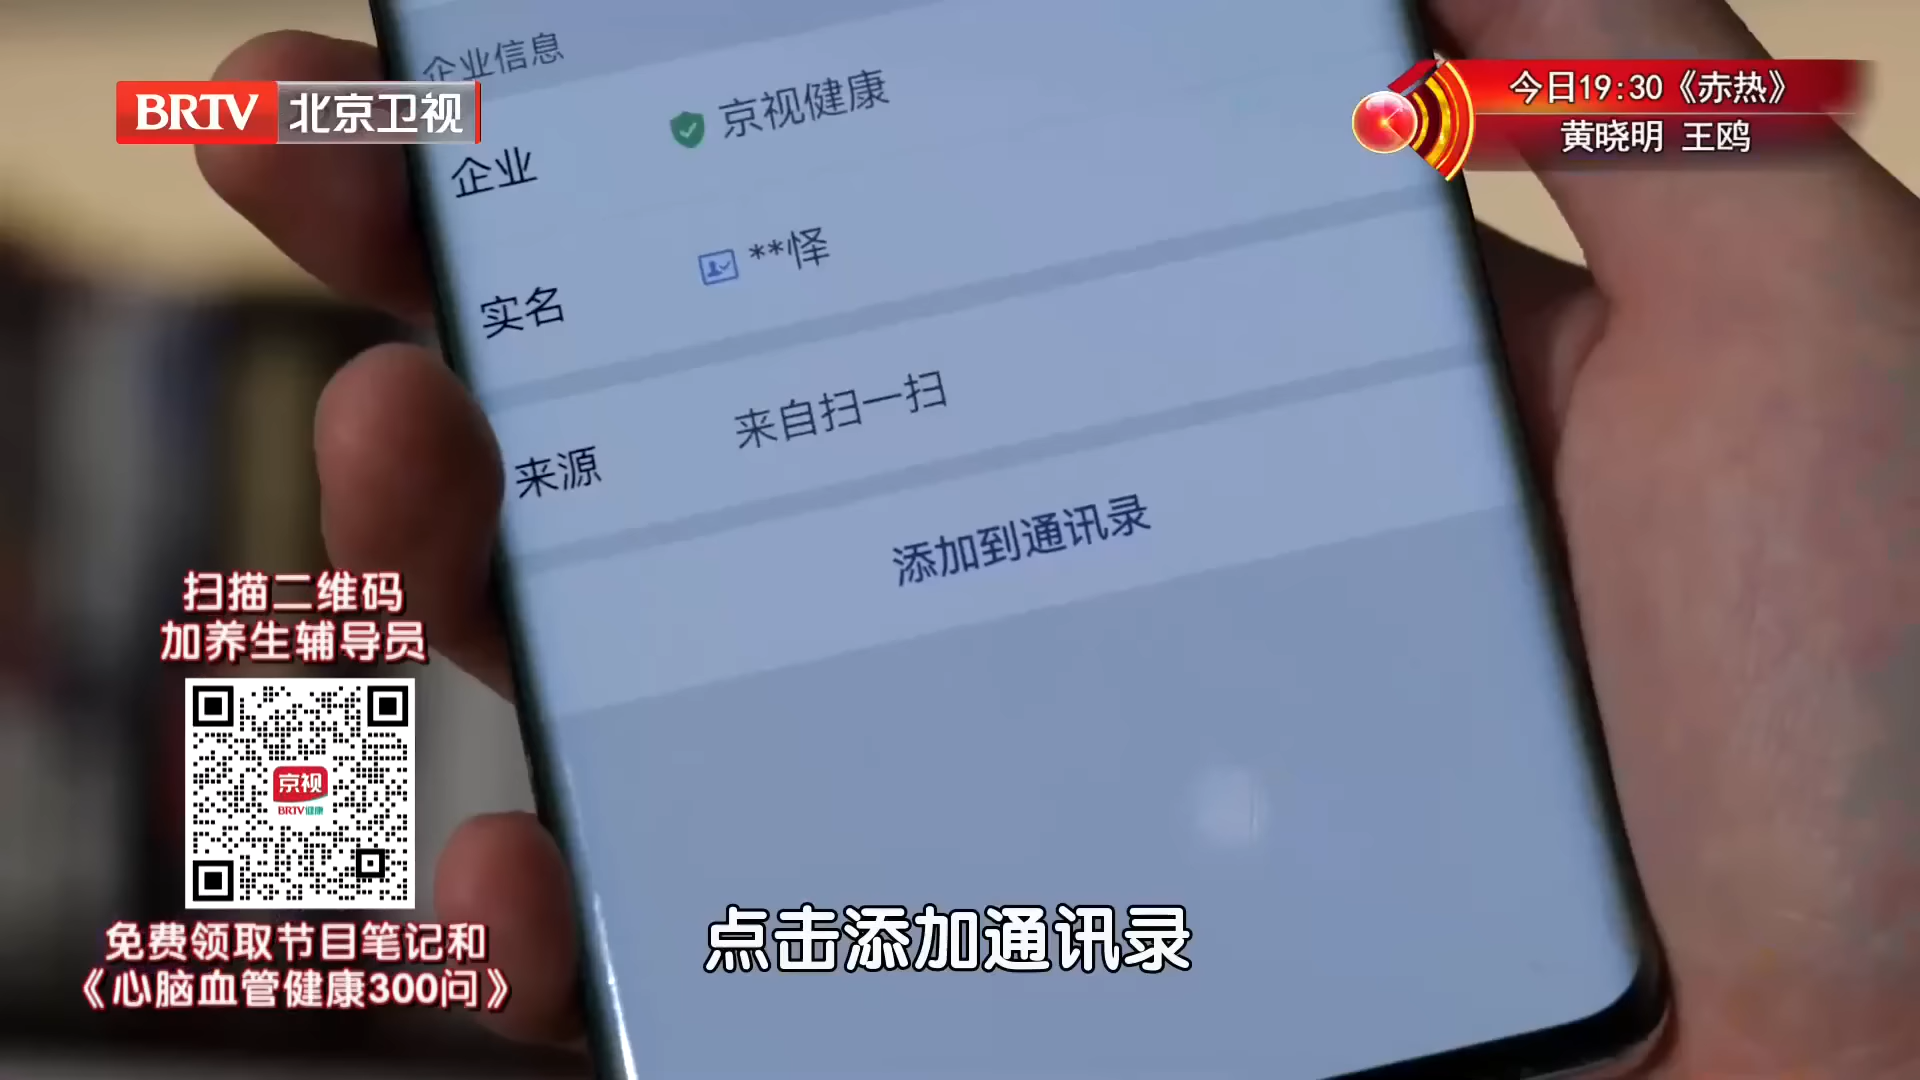 企业信息
BRTV 北京卫视
今日19:30《赤热》
黄晓明 王鸥
企业 京视健康
实名 **怿
来源 来自扫一扫
添加到通讯录
扫描二维码
加养生辅导员
京视
BRTV健康
免费领取节目笔记和
《心脑血管健康300问》
点击添加通讯录